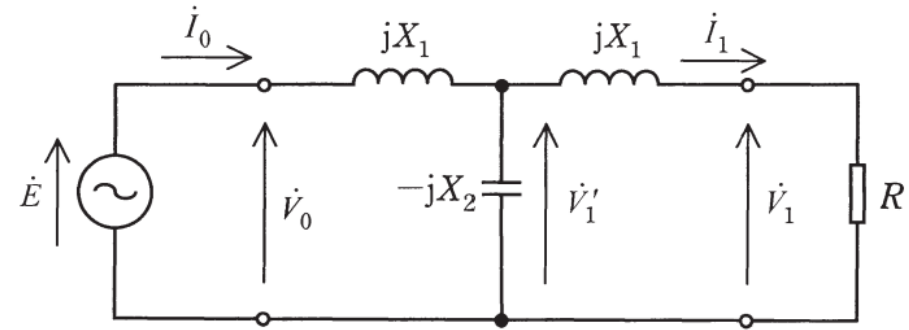 İ₀
jX₁
jX₁
İ₁
Ė
V̇₀
−jX₂
V̇₁′
V̇₁
R